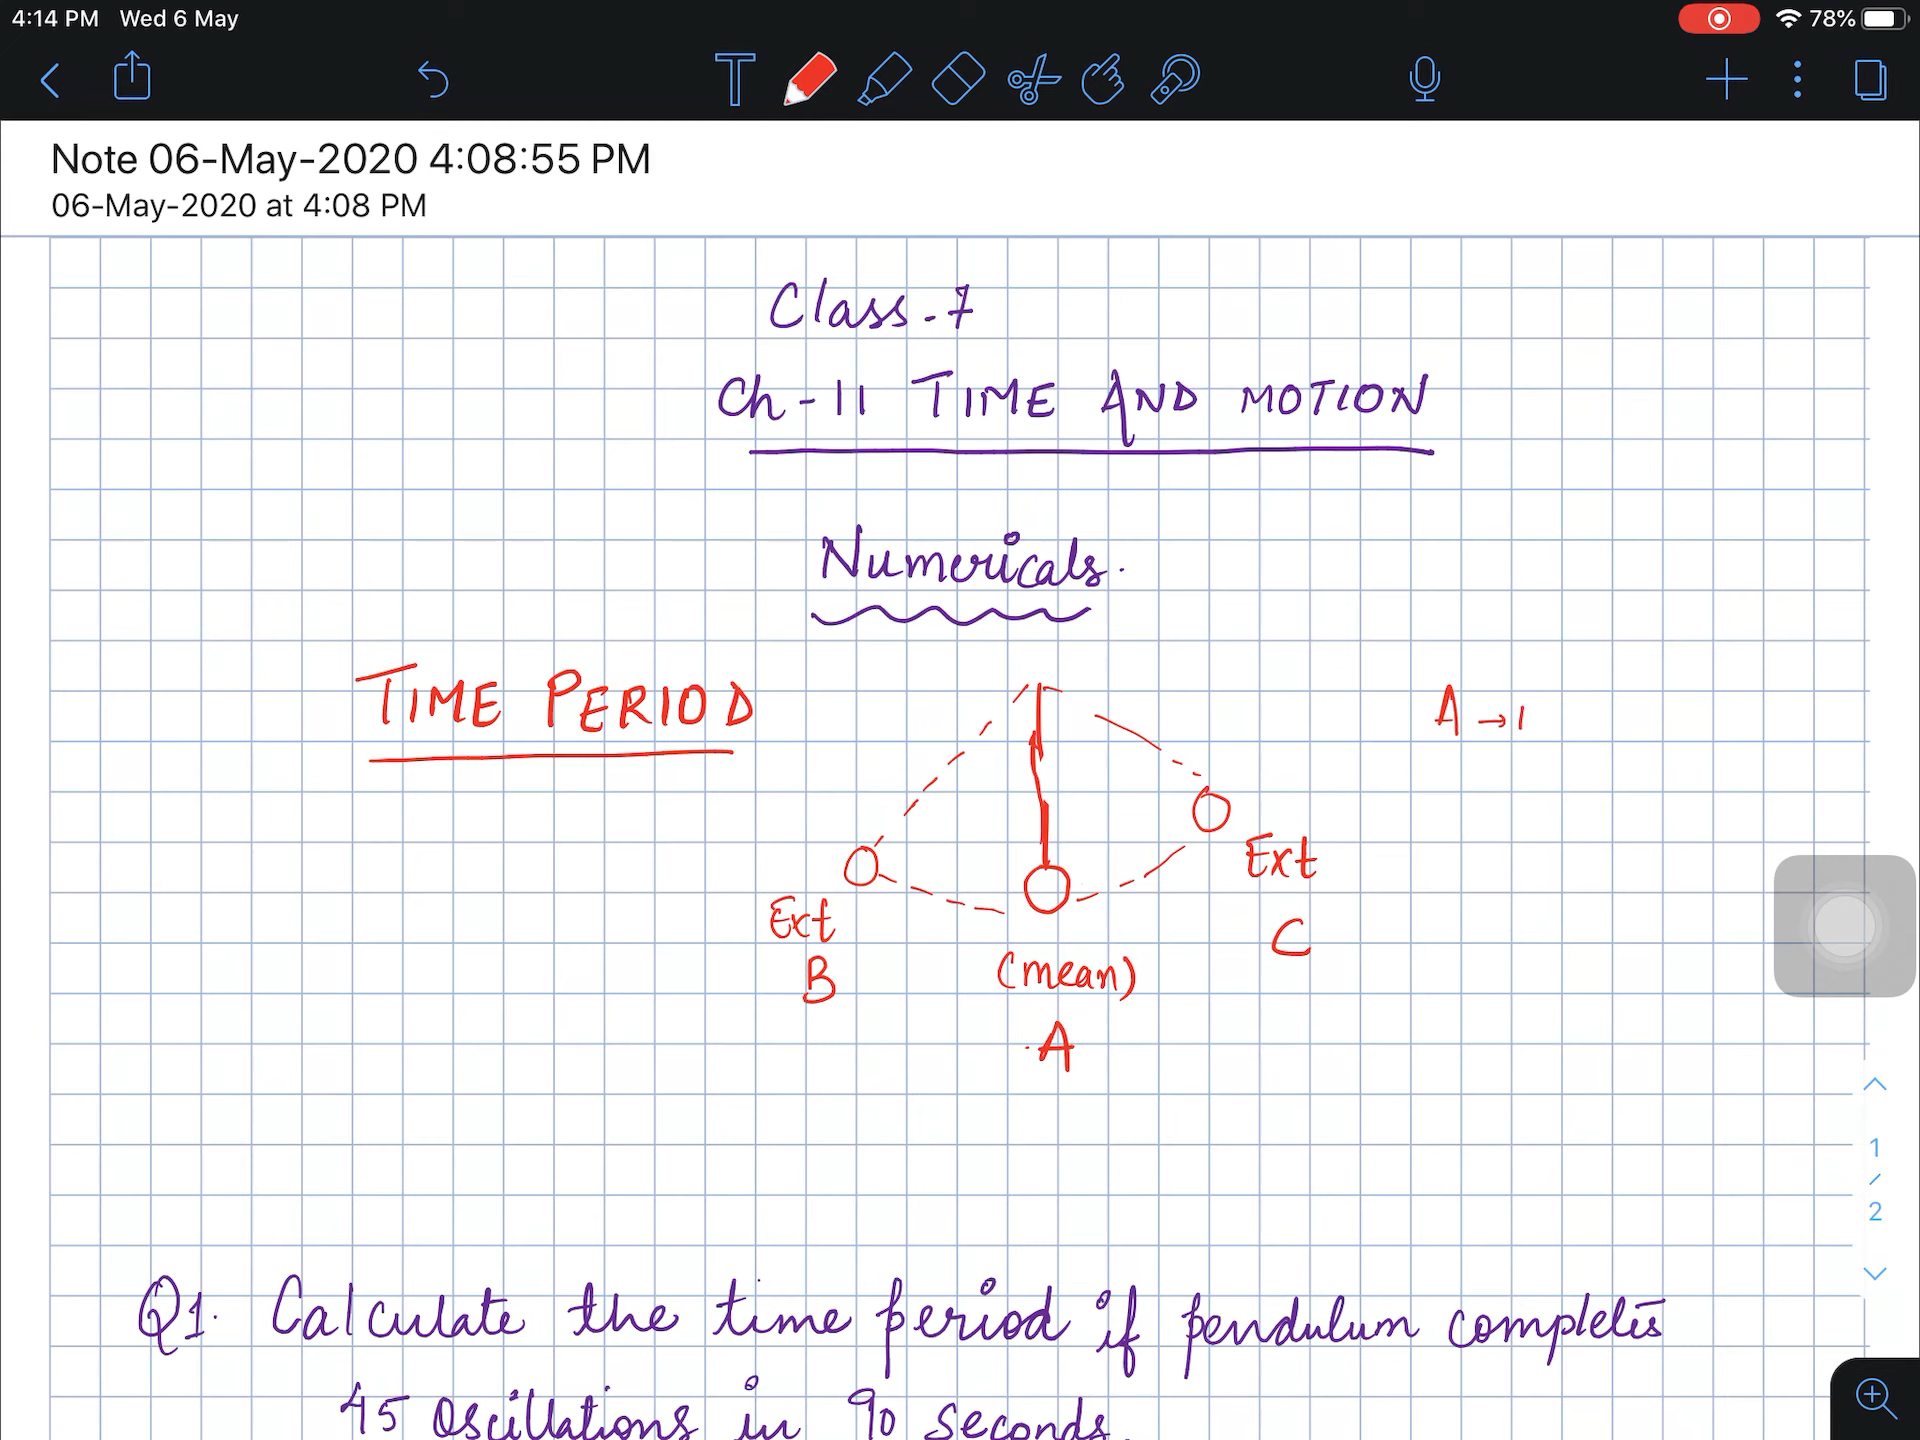 4:14 PM Wed 6 May
78%
Note 06-May-2020 4:08:55 PM
06-May-2020 at 4:08 PM
Class-7
Ch-11 TIME AND MOTION
Numericals.
TIME PERIOD
A → 1
Ext
C
Ext
B
(mean)
A
1
/
2
Q1. Calculate the time period if pendulum completes
45 oscillations in 90 seconds.